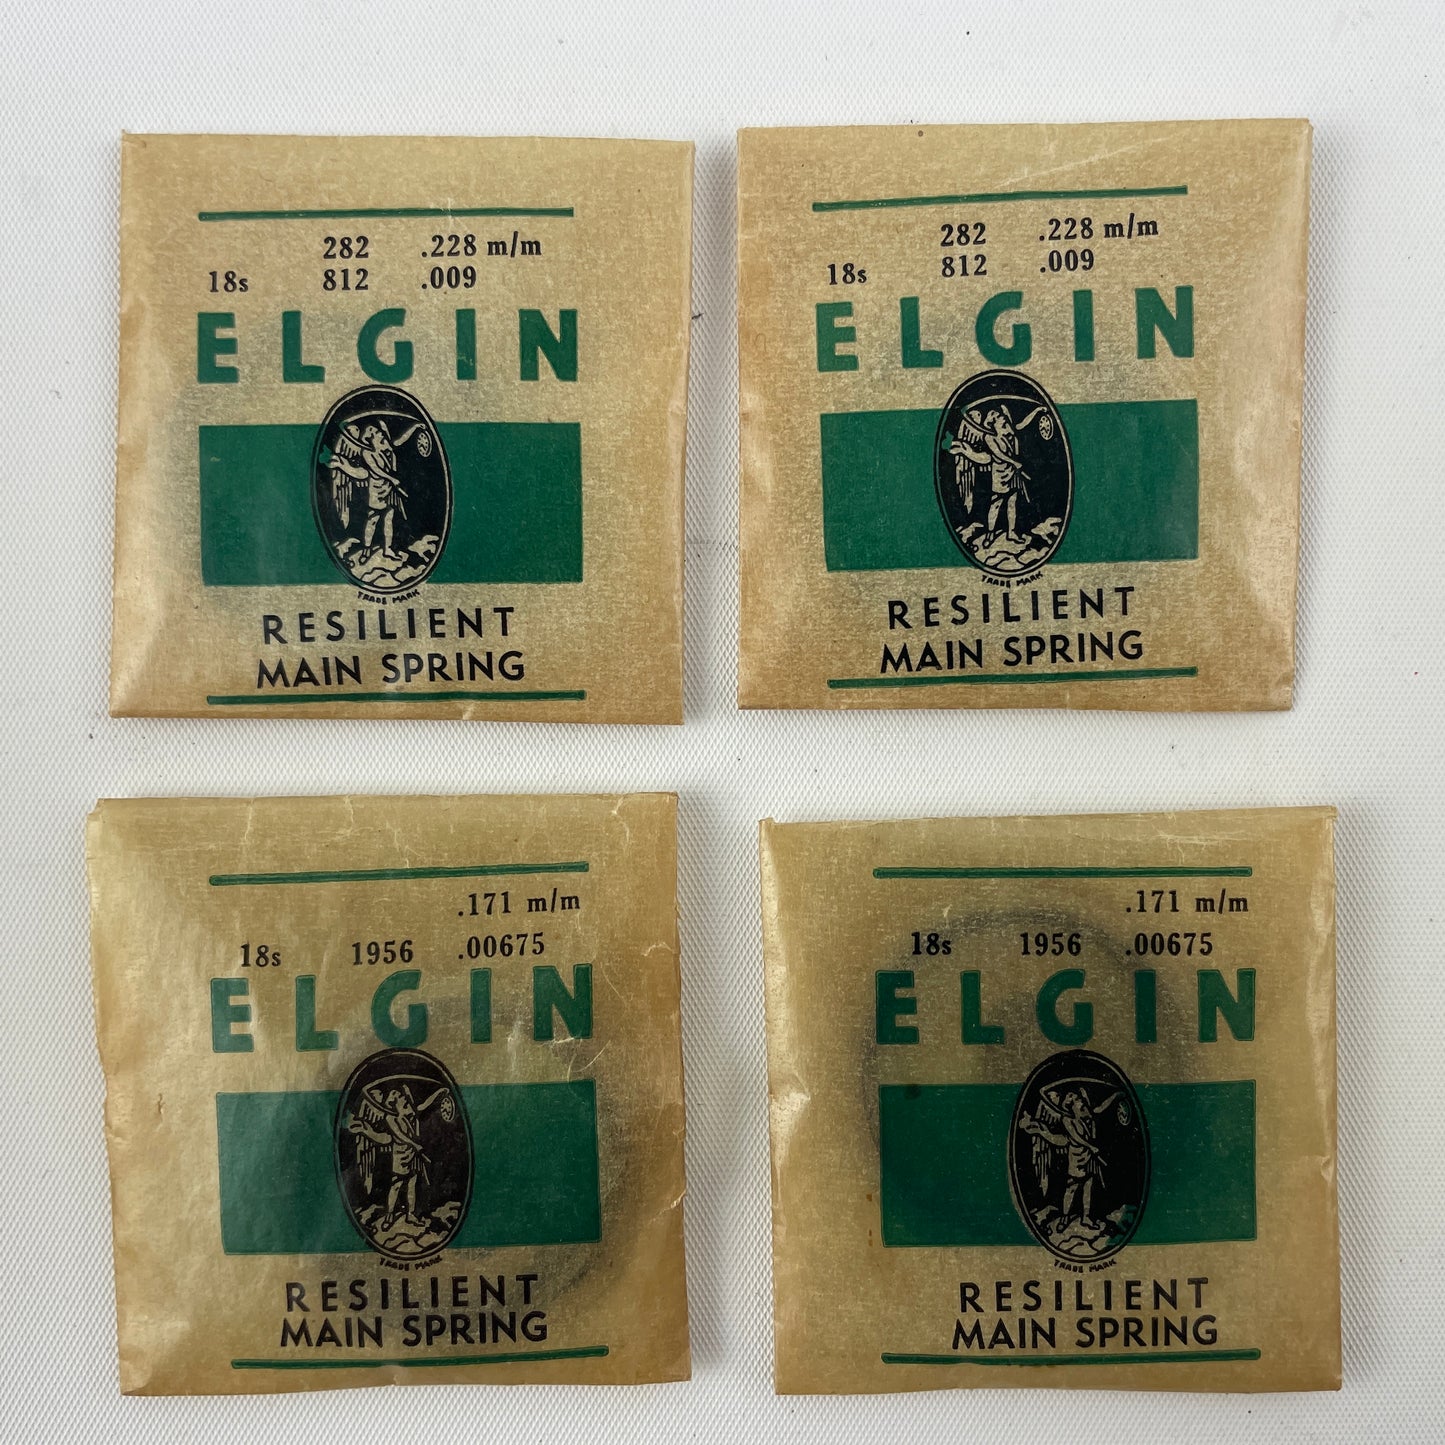 282 .228 m/m
18s 812 .009
ELGIN
TRADE MARK
RESILIENT
MAIN SPRING
282 .228 m/m
18s 812 .009
ELGIN
TRADE MARK
RESILIENT
MAIN SPRING
.171 m/m
18s 1956 .00675
ELGIN
TRADE MARK
RESILIENT
MAIN SPRING
.171 m/m
18s 1956 .00675
ELGIN
TRADE MARK
RESILIENT
MAIN SPRING